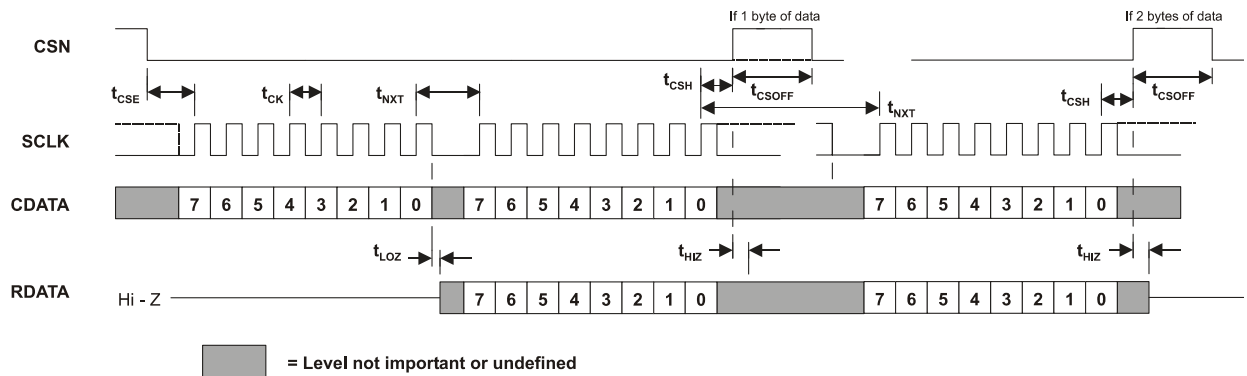 If 1 byte of data
If 2 bytes of data
CSN
tCSE
tCK
tNXT
tCSH
tCSOFF
tNXT
tCSH
tCSOFF
SCLK
CDATA
7 6 5 4 3 2 1 0
7 6 5 4 3 2 1 0
7 6 5 4 3 2 1 0
tLOZ
tHIZ
tHIZ
RDATA
Hi - Z
7 6 5 4 3 2 1 0
7 6 5 4 3 2 1 0
= Level not important or undefined